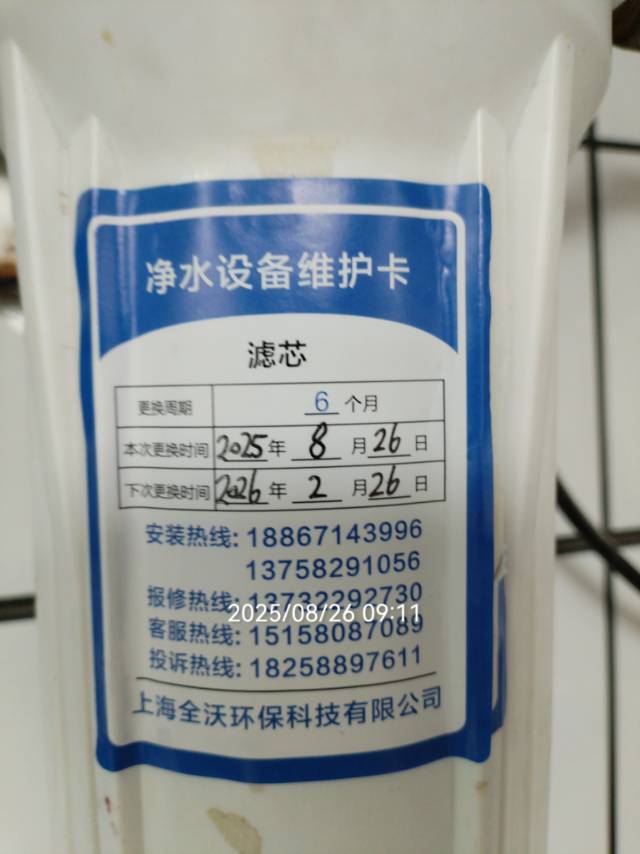 净水设备维护卡
滤芯
更换周期 6 个月
本次更换时间 2025 年 8 月 26 日
下次更换时间 2026 年 2 月 26 日
安装热线: 18867143996
13758291056
报修热线: 13732292730
2025/08/26 09:11
客服热线: 15158087089
投诉热线: 18258897611
上海全沃环保科技有限公司